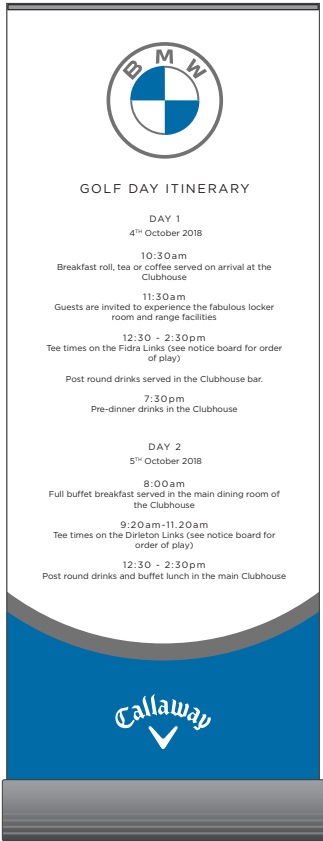 BMW
GOLF DAY ITINERARY
DAY 1
4TH October 2018
10:30am
Breakfast roll, tea or coffee served on arrival at the
Clubhouse
11:30am
Guests are invited to experience the fabulous locker
room and range facilities
12:30 - 2:30pm
Tee times on the Fidra Links (see notice board for order
of play)
Post round drinks served in the Clubhouse bar.
7:30pm
Pre-dinner drinks in the Clubhouse
DAY 2
5TH October 2018
8:00am
Full buffet breakfast served in the main dining room of
the Clubhouse
9:20am-11.20am
Tee times on the Dirleton Links (see notice board for
order of play)
12:30 - 2:30pm
Post round drinks and buffet lunch in the main Clubhouse
Callaway